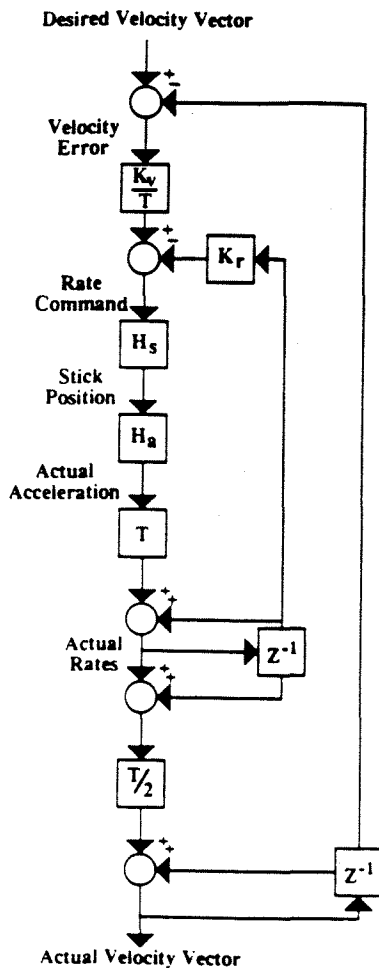 Desired Velocity Vector
+
−
Velocity
Error
K_v
T
+
−
K_r
Rate
Command
H_s
Stick
Position
H_a
Actual
Acceleration
T
+
+
Actual
Rates
Z^-1
+
+
T/2
+
+
Z^-1
Actual Velocity Vector